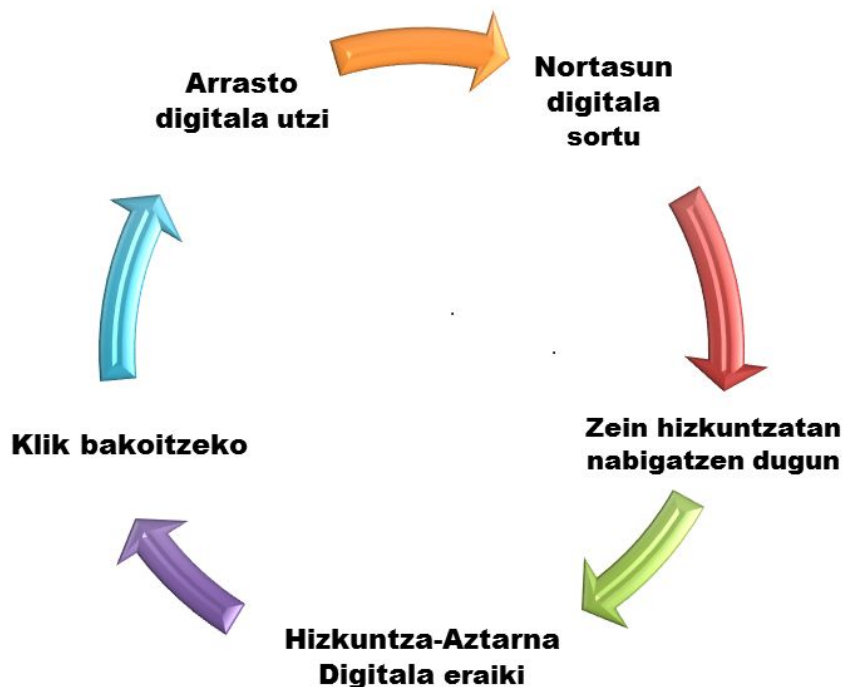 Arrasto
digitala utzi
Nortasun
digitala
sortu
Zein hizkuntzatan
nabigatzen dugun
Hizkuntza-Aztarna
Digitala eraiki
Klik bakoitzeko